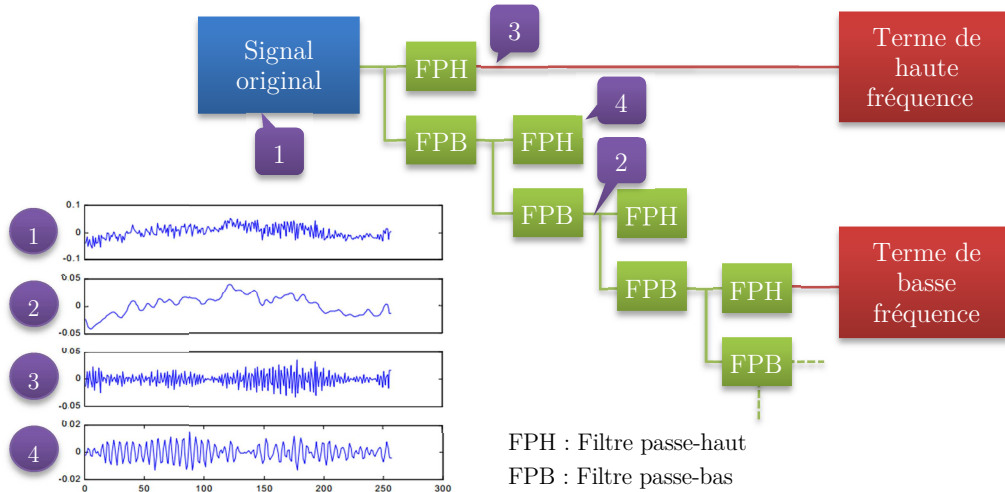 Signal
original
FPH
3
Terme de
haute
fréquence
1
FPB
FPH
4
2
FPB
FPH
FPB
FPH
Terme de
basse
fréquence
FPB
1
0.1
0
-0.1
2
0.05
0
-0.05
3
0.05
0
-0.05
4
0.02
0
-0.02
0 50 100 150 200 250 300
FPH : Filtre passe-haut
FPB : Filtre passe-bas